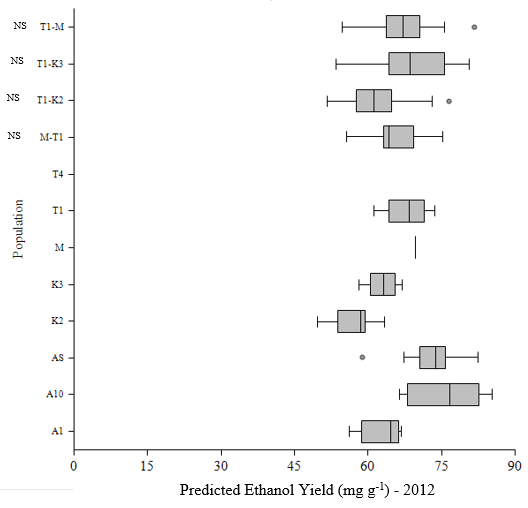 NS T1-M
NS T1-K3
NS T1-K2
NS M-T1
T4
T1
M
K3
K2
A8
A10
A1
Population
0 15 30 45 60 75 90
Predicted Ethanol Yield (mg g⁻¹) - 2012